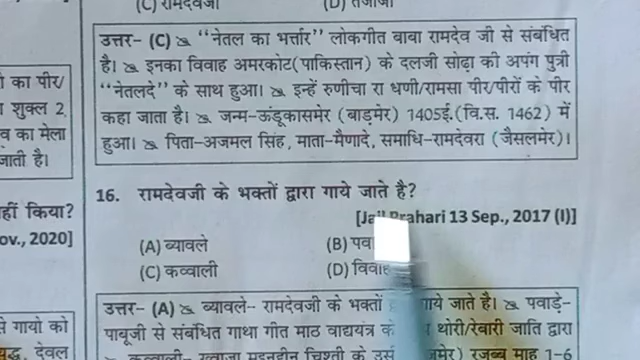 (C) रामदेवजी
(D) तेजाजी
उत्तर- (C) ➢ "नेतल का भर्त्तार" लोकगीत वावा रामदेव जी से संबंधित
है। ➢ इनका विवाह अमरकोट(पाकिस्तान) के दलजी सोढ़ा की अपंग पुत्री
"नेतलदे" के साथ हुआ। ➢ इन्हें रुणीचा रा धणी/रामसा पीर/पीरों के पीर
कहा जाता है। ➢ जन्म-ऊंडूकासमेर (बाड़मेर) 1405ई.(वि.स. 1462) में
हुआ। ➢ पिता-अजमल सिंह, माता-मैणादे, समाधि-रामदेवरा (जैसलमेर)।
का पीर/
शुक्ल 2
व का मेला
जाती है।
16. रामदेवजी के भक्तों द्वारा गाये जाते है?
[Prahari 13 Sep., 2017 (I)]
हीं किया?
ov., 2020]
(A) ब्यावले
(B)
(C) कव्वाली
(D)
उत्तर- (A) ➢ ब्यावले- रामदेवजी के भक्तों गाये जाते है। ➢ पवाड़े-
पाबूजी से संबंधित गाथा गीत माठ वाद्ययंत्र थोरी/रेवारी जाति द्वारा
गायो को
देवल